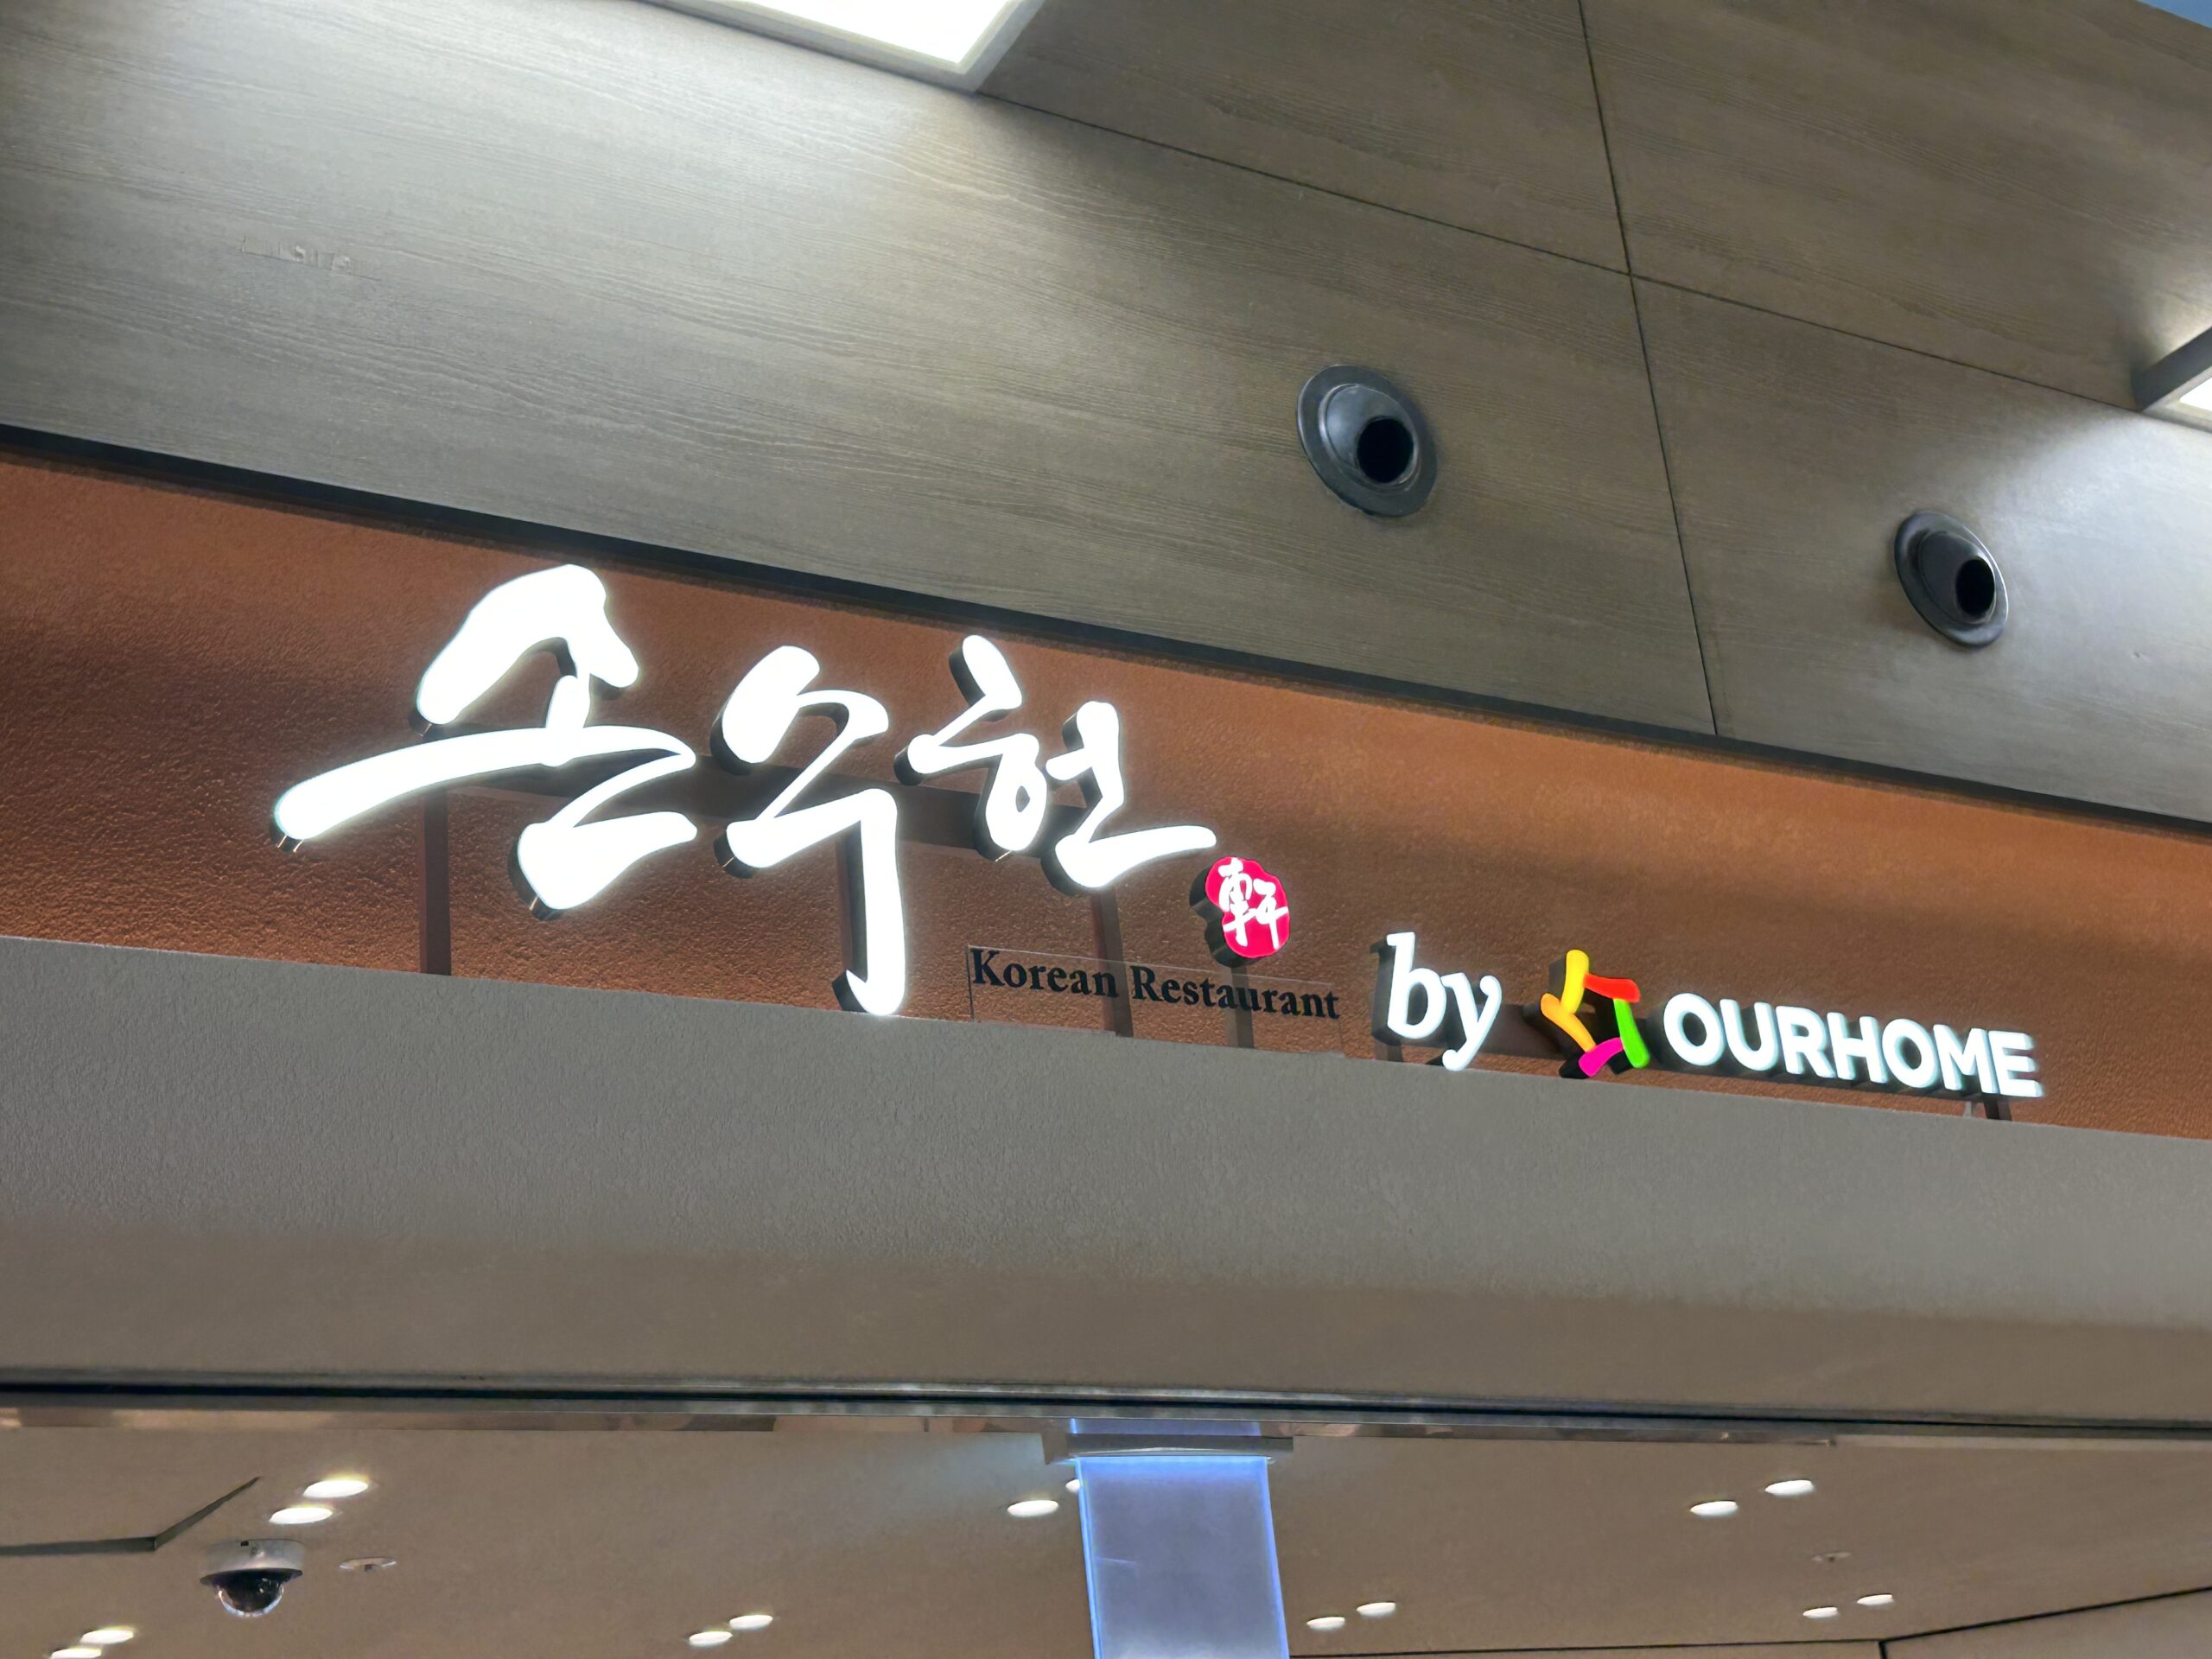 손수헌
軒
Korean Restaurant
by OURHOME